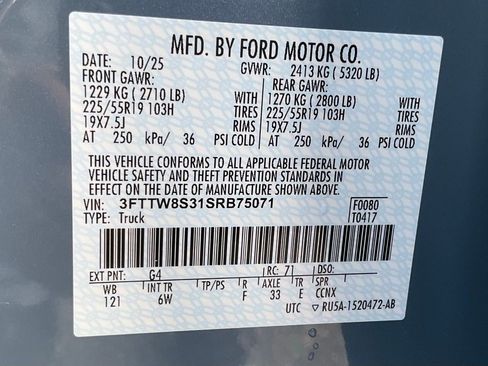 MFD. BY FORD MOTOR CO.
DATE: 10/25 GVWR: 2413 KG ( 5320 LB)
FRONT GAWR: REAR GAWR:
1229 KG ( 2710 LB) 1270 KG ( 2800 LB)
225/55R19 103H TIRES WITH 225/55R19 103H TIRES WITH
19X7.5J RIMS 19X7.5J RIMS
AT 250 kPa/ 36 PSI COLD AT 250 kPa/ 36 PSI COLD
THIS VEHICLE CONFORMS TO ALL APPLICABLE FEDERAL MOTOR
VEHICLE SAFETY AND THEFT PREVENTION STANDARDS IN
EFFECT ON THE DATE OF MANUFACTURE SHOWN ABOVE.
VIN: 3FTTW8S31SRB75071 F0080
TYPE: Truck T0417
EXT PNT: G4 RC: 71 DSO:
WB INT TR TP/PS R AXLE TR SPR
121 6W F 33 E CCNX
UTC RU5A-1520472-AB